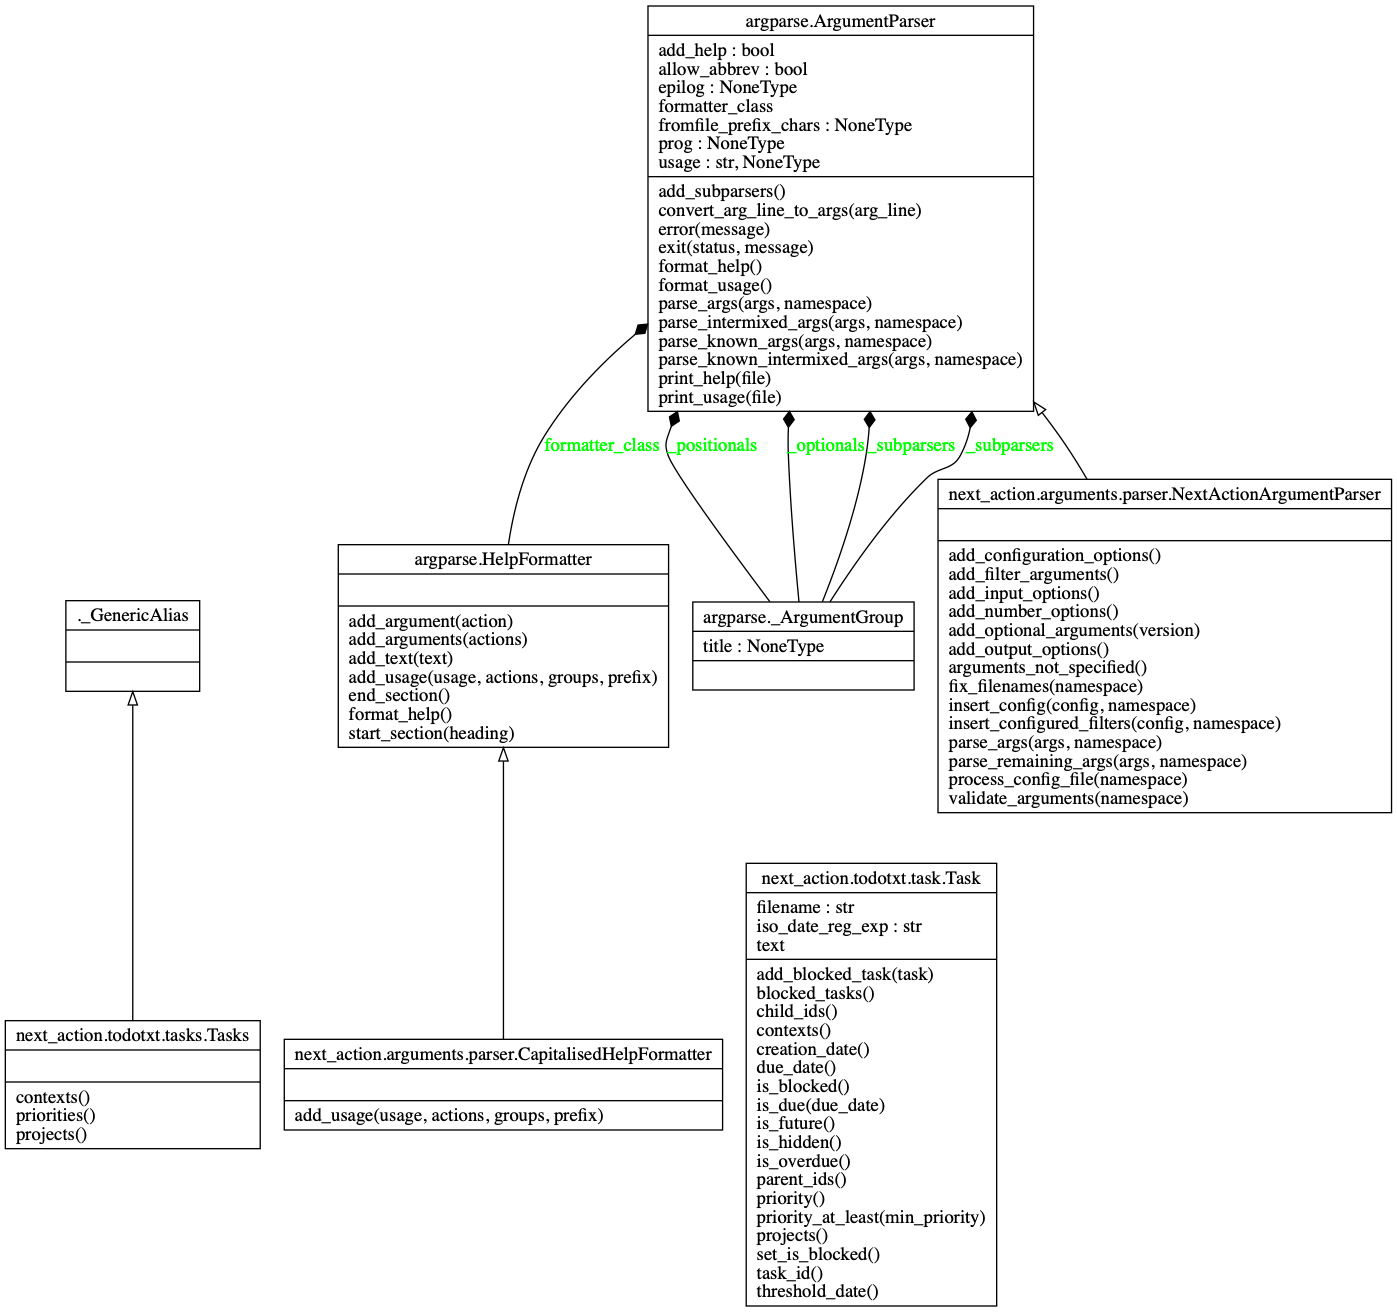 argparse.ArgumentParser
add_help : bool
allow_abbrev : bool
epilog : NoneType
formatter_class
fromfile_prefix_chars : NoneType
prog : NoneType
usage : str, NoneType
add_subparsers()
convert_arg_line_to_args(arg_line)
error(message)
exit(status, message)
format_help()
format_usage()
parse_args(args, namespace)
parse_intermixed_args(args, namespace)
parse_known_args(args, namespace)
parse_known_intermixed_args(args, namespace)
print_help(file)
print_usage(file)
formatter_class
_positionals
_optionals
_subparsers
_subparsers
next_action.arguments.parser.NextActionArgumentParser
add_configuration_options()
add_filter_arguments()
add_input_options()
add_number_options()
add_optional_arguments(version)
add_output_options()
arguments_not_specified()
fix_filenames(namespace)
insert_config(config, namespace)
insert_configured_filters(config, namespace)
parse_args(args, namespace)
parse_remaining_args(args, namespace)
process_config_file(namespace)
validate_arguments(namespace)
argparse.HelpFormatter
add_argument(action)
add_arguments(actions)
add_text(text)
add_usage(usage, actions, groups, prefix)
end_section()
format_help()
start_section(heading)
._GenericAlias
argparse._ArgumentGroup
title : NoneType
next_action.todotxt.task.Task
filename : str
iso_date_reg_exp : str
text
add_blocked_task(task)
blocked_tasks()
child_ids()
contexts()
creation_date()
due_date()
is_blocked()
is_due(due_date)
is_future()
is_hidden()
is_overdue()
parent_ids()
priority()
priority_at_least(min_priority)
projects()
set_is_blocked()
task_id()
threshold_date()
next_action.todotxt.tasks.Tasks
contexts()
priorities()
projects()
next_action.arguments.parser.CapitalisedHelpFormatter
add_usage(usage, actions, groups, prefix)